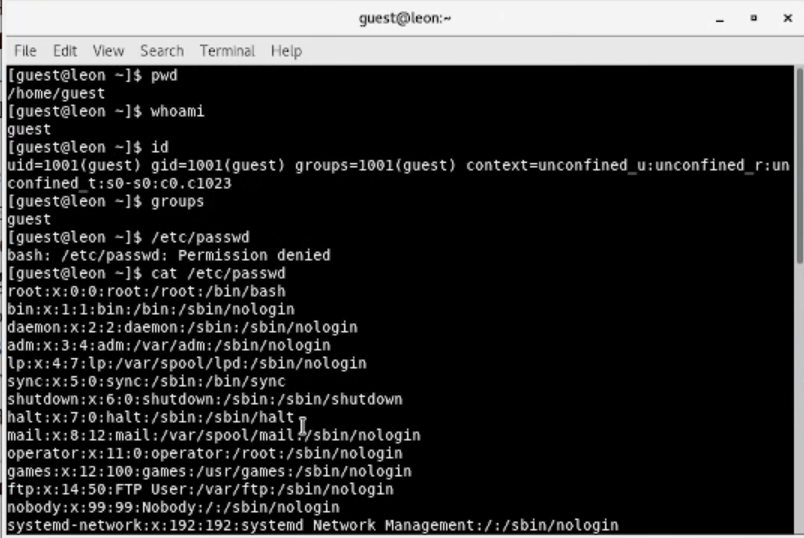 guest@leon:~
File Edit View Search Terminal Help
[guest@leon ~]$ pwd
/home/guest
[guest@leon ~]$ whoami
guest
[guest@leon ~]$ id
uid=1001(guest) gid=1001(guest) groups=1001(guest) context=unconfined_u:unconfined_r:un
confined_t:s0-s0:c0.c1023
[guest@leon ~]$ groups
guest
[guest@leon ~]$ /etc/passwd
bash: /etc/passwd: Permission denied
[guest@leon ~]$ cat /etc/passwd
root:x:0:0:root:/root:/bin/bash
bin:x:1:1:bin:/bin:/sbin/nologin
daemon:x:2:2:daemon:/sbin:/sbin/nologin
adm:x:3:4:adm:/var/adm:/sbin/nologin
lp:x:4:7:lp:/var/spool/lpd:/sbin/nologin
sync:x:5:0:sync:/sbin:/bin/sync
shutdown:x:6:0:shutdown:/sbin:/sbin/shutdown
halt:x:7:0:halt:/sbin:/sbin/halt
mail:x:8:12:mail:/var/spool/mail:/sbin/nologin
operator:x:11:0:operator:/root:/sbin/nologin
games:x:12:100:games:/usr/games:/sbin/nologin
ftp:x:14:50:FTP User:/var/ftp:/sbin/nologin
nobody:x:99:99:Nobody:/:/sbin/nologin
systemd-network:x:192:192:systemd Network Management:/:/sbin/nologin